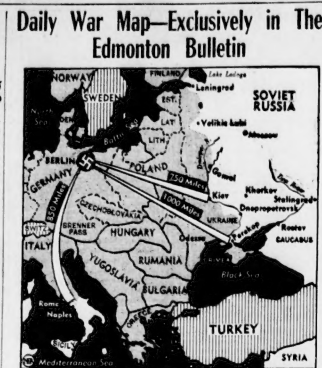 Daily War Map—Exclusively in The
Edmonton Bulletin
NORWAY
FINLAND
Lake Ladoga
SWEDEN
Leningrad
EST.
SOVIET
RUSSIA
North
Sea
DEN.
LAT.
Velikie Luki
Moscow
Baltic
LITH.
BERLIN
POLAND
GERMANY
750 Miles
Gomel
850 Miles
1000 Miles
Kiev
Kharkov
Stalingrad
CZECHOSLOVAKIA
UKRAINE
Dnepropetrovsk
SWITZ.
BRENNER
PASS
HUNGARY
Odessa
Perekop
Rostov
ITALY
CAUCASUS
RUMANIA
CRIMEA
YUGOSLAVIA
Black Sea
BULGARIA
Rome
Naples
GREECE
TURKEY
SICILY
Mediterranean Sea
SYRIA